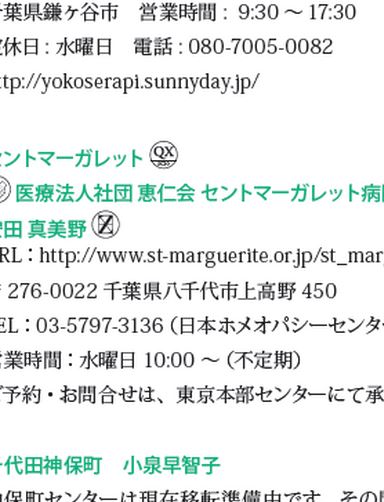 千葉県鎌ヶ谷市　営業時間 : 9:30 ～ 17:30
定休日 : 水曜日　電話 : 080-7005-0082
ttp://yokoserapi.sunnyday.jp/
セントマーガレット QX
医療法人社団 恵仁会 セントマーガレット病
田 真美野
RL：http://www.st-marguerite.or.jp/st_mar
276-0022 千葉県八千代市上高野 450
EL：03-5797-3136（日本ホメオパシーセンター
営業時間：水曜日 10:00 ～（不定期）
ご予約・お問合せは、東京本部センターにて承
千代田神保町　小泉早智子
神保町センターは現在移転準備中です。その